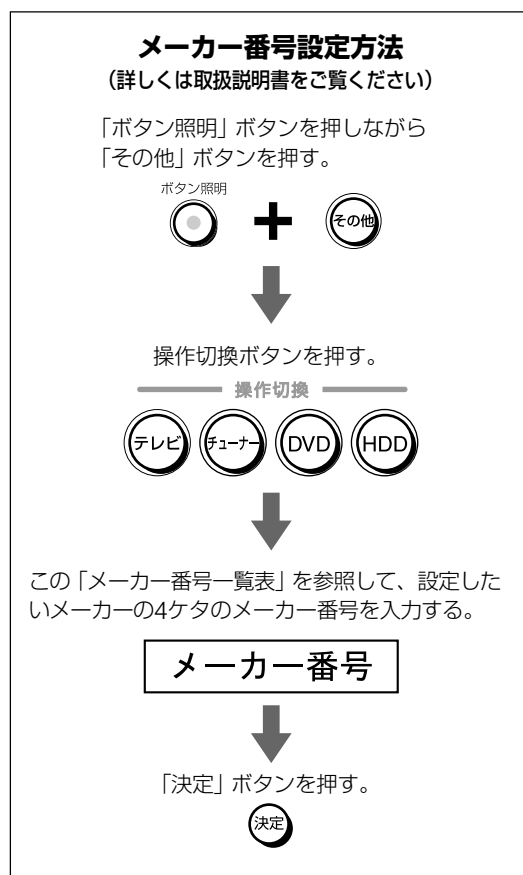 メーカー番号設定方法
(詳しくは取扱説明書をご覧ください)
「ボタン照明」ボタンを押しながら
「その他」ボタンを押す。
ボタン照明
その他
操作切換ボタンを押す。
操作切換
テレビ チューナー DVD HDD
この「メーカー番号一覧表」を参照して、設定した
いメーカーの4ケタのメーカー番号を入力する。
メーカー番号
「決定」ボタンを押す。
決定